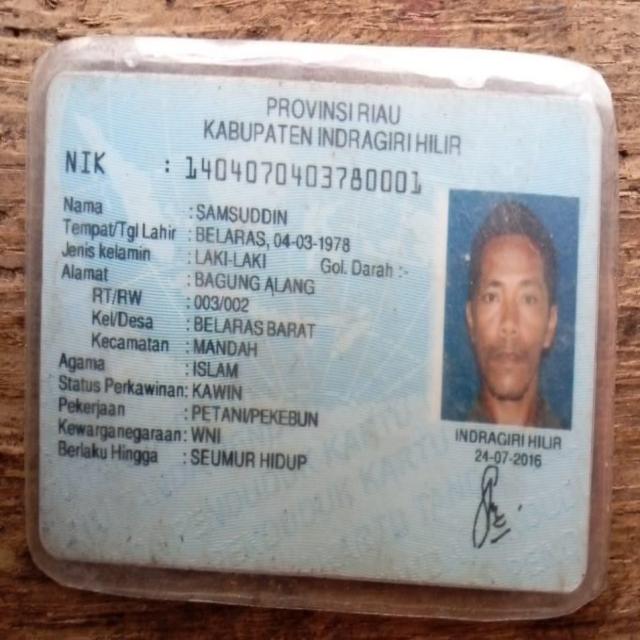 PROVINSI RIAU
KABUPATEN INDRAGIRI HILIR
NIK : 1404070403780001
Nama : SAMSUDDIN
Tempat/Tgl Lahir : BELARAS, 04-03-1978
Jenis kelamin : LAKI-LAKI Gol. Darah :-
Alamat : BAGUNG ALANG
RT/RW : 003/002
Kel/Desa : BELARAS BARAT
Kecamatan : MANDAH
Agama : ISLAM
Status Perkawinan: KAWIN
Pekerjaan : PETANI/PEKEBUN
Kewarganegaraan: WNI
Berlaku Hingga : SEUMUR HIDUP
INDRAGIRI HILIR
24-07-2016